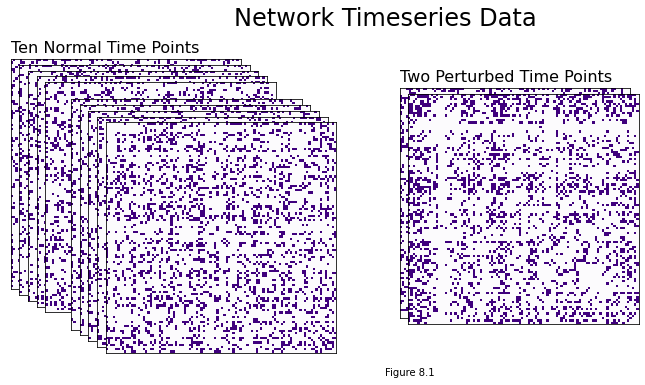 Network Timeseries Data
Ten Normal Time Points
Two Perturbed Time Points
Figure 8.1